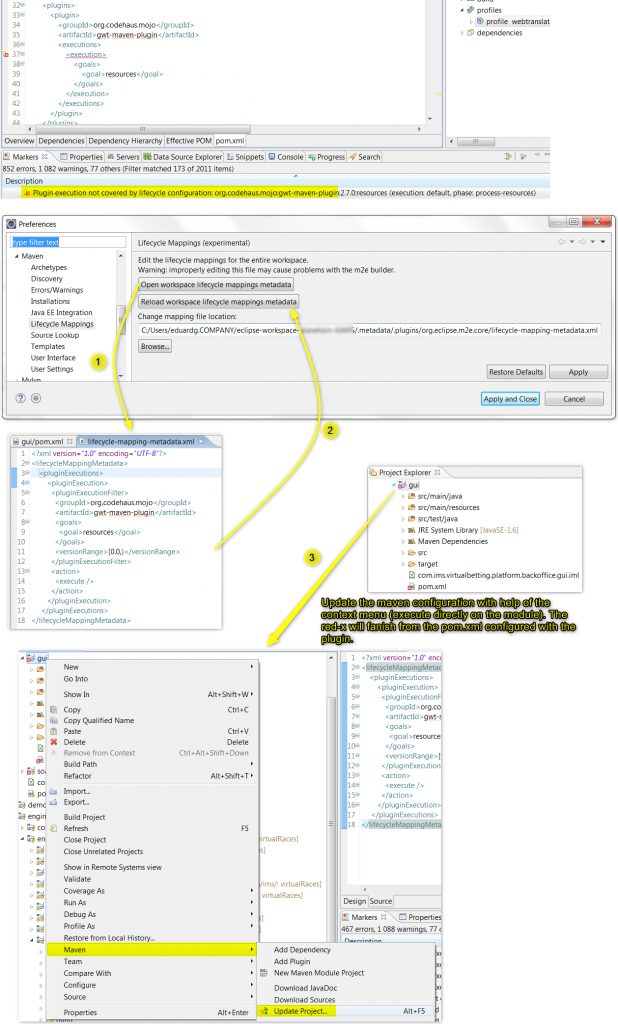 32 <plugins>
33 <plugin>
34 <groupId>org.codehaus.mojo</groupId>
35 <artifactId>gwt-maven-plugin</artifactId>
36 <executions>
37 <execution>
38 <goals>
39 <goal>resources</goal>
40 </goals>
41 </execution>
42 </executions>
43 </plugin>
44 </plugins>
profiles
profile_webtranslat
dependencies
Overview Dependencies Dependency Hierarchy Effective POM pom.xml
Markers Properties Servers Data Source Explorer Snippets Console Progress Search
852 errors, 1 082 warnings, 77 others (Filter matched 173 of 2011 items)
Description
Plugin execution not covered by lifecycle configuration: org.codehaus.mojo:gwt-maven-plugin:2.7.0:resources (execution: default, phase: process-resources)
Preferences
type filter text
Maven
Archetypes
Discovery
Errors/Warnings
Installations
Java EE Integration
Lifecycle Mappings
Source Lookup
Templates
User Interface
User Settings
Mylyn
Lifecycle Mappings (experimental)
Edit the lifecycle mappings for the entire workspace.
Warning: improperly editing this file may cause problems with the m2e builder.
Open workspace lifecycle mappings metadata
Reload workspace lifecycle mappings metadata
Change mapping file location:
C:/Users/eduardg.COMPANY/eclipse-workspace- /.metadata/.plugins/org.eclipse.m2e.core/lifecycle-mapping-metadata.xml
Browse...
Restore Defaults Apply
Apply and Close Cancel
1
2
gui/pom.xml lifecycle-mapping-metadata.xml
1 <?xml version="1.0" encoding="UTF-8"?>
2 <lifecycleMappingMetadata>
3 <pluginExecutions>
4 <pluginExecution>
5 <pluginExecutionFilter>
6 <groupId>org.codehaus.mojo</groupId>
7 <artifactId>gwt-maven-plugin</artifactId>
8 <goals>
9 <goal>resources</goal>
10 </goals>
11 <versionRange>[0.0,)</versionRange>
12 </pluginExecutionFilter>
13 <action>
14 <execute />
15 </action>
16 </pluginExecution>
17 </pluginExecutions>
18 </lifecycleMappingMetadata>
Project Explorer
gui
src/main/java
src/main/resources
src/test/java
JRE System Library [JavaSE-1.6]
Maven Dependencies
src
target
com.ims.virtualbetting.platform.backoffice.gui.iml
pom.xml
3
Update the maven configuration with help of the
context menu (execute directly on the module). The
red-x will fanish from the pom.xml configured with the
plugin.
gui
New
Go Into
Show In Alt+Shift+W
Copy Ctrl+C
Copy Qualified Name
Paste Ctrl+V
Delete Delete
Remove from Context Ctrl+Alt+Shift+Down
Build Path
Refactor Alt+Shift+T
Import...
Export...
Build Project
Refresh F5
Close Project
Close Unrelated Projects
Show in Remote Systems view
Validate
Coverage As
Run As
Debug As
Profile As
Restore from Local History...
Maven
Team
Compare With
Configure
Source
Properties Alt+Enter
soa
co
po
demo
engin
co
en
virtualRaces]
es]
/ims/: virtualRaces]
virtualRaces]
Add Dependency
Add Plugin
New Maven Module Project
Download JavaDoc
Download Sources
Update Project... Alt+F5
1 <?xml version="1.0" enc
2 <lifecycleMappingMetad
3 <pluginExecutions>
4 <pluginExecution>
5 <pluginExecutionF
6 <groupId>org.co
7 <artifactId>gwt-
8 <goals>
9 <goal>resource
10 </goals>
11 <versionRange>[
12 </pluginExecution
13 <action>
14 <execute />
15 </action>
16 </pluginExecution>
17 </pluginExecutions>
18 </lifecycleMappingMeta
Design Source
Markers Properties
467 errors, 1 088 warnings, 77 o
Description